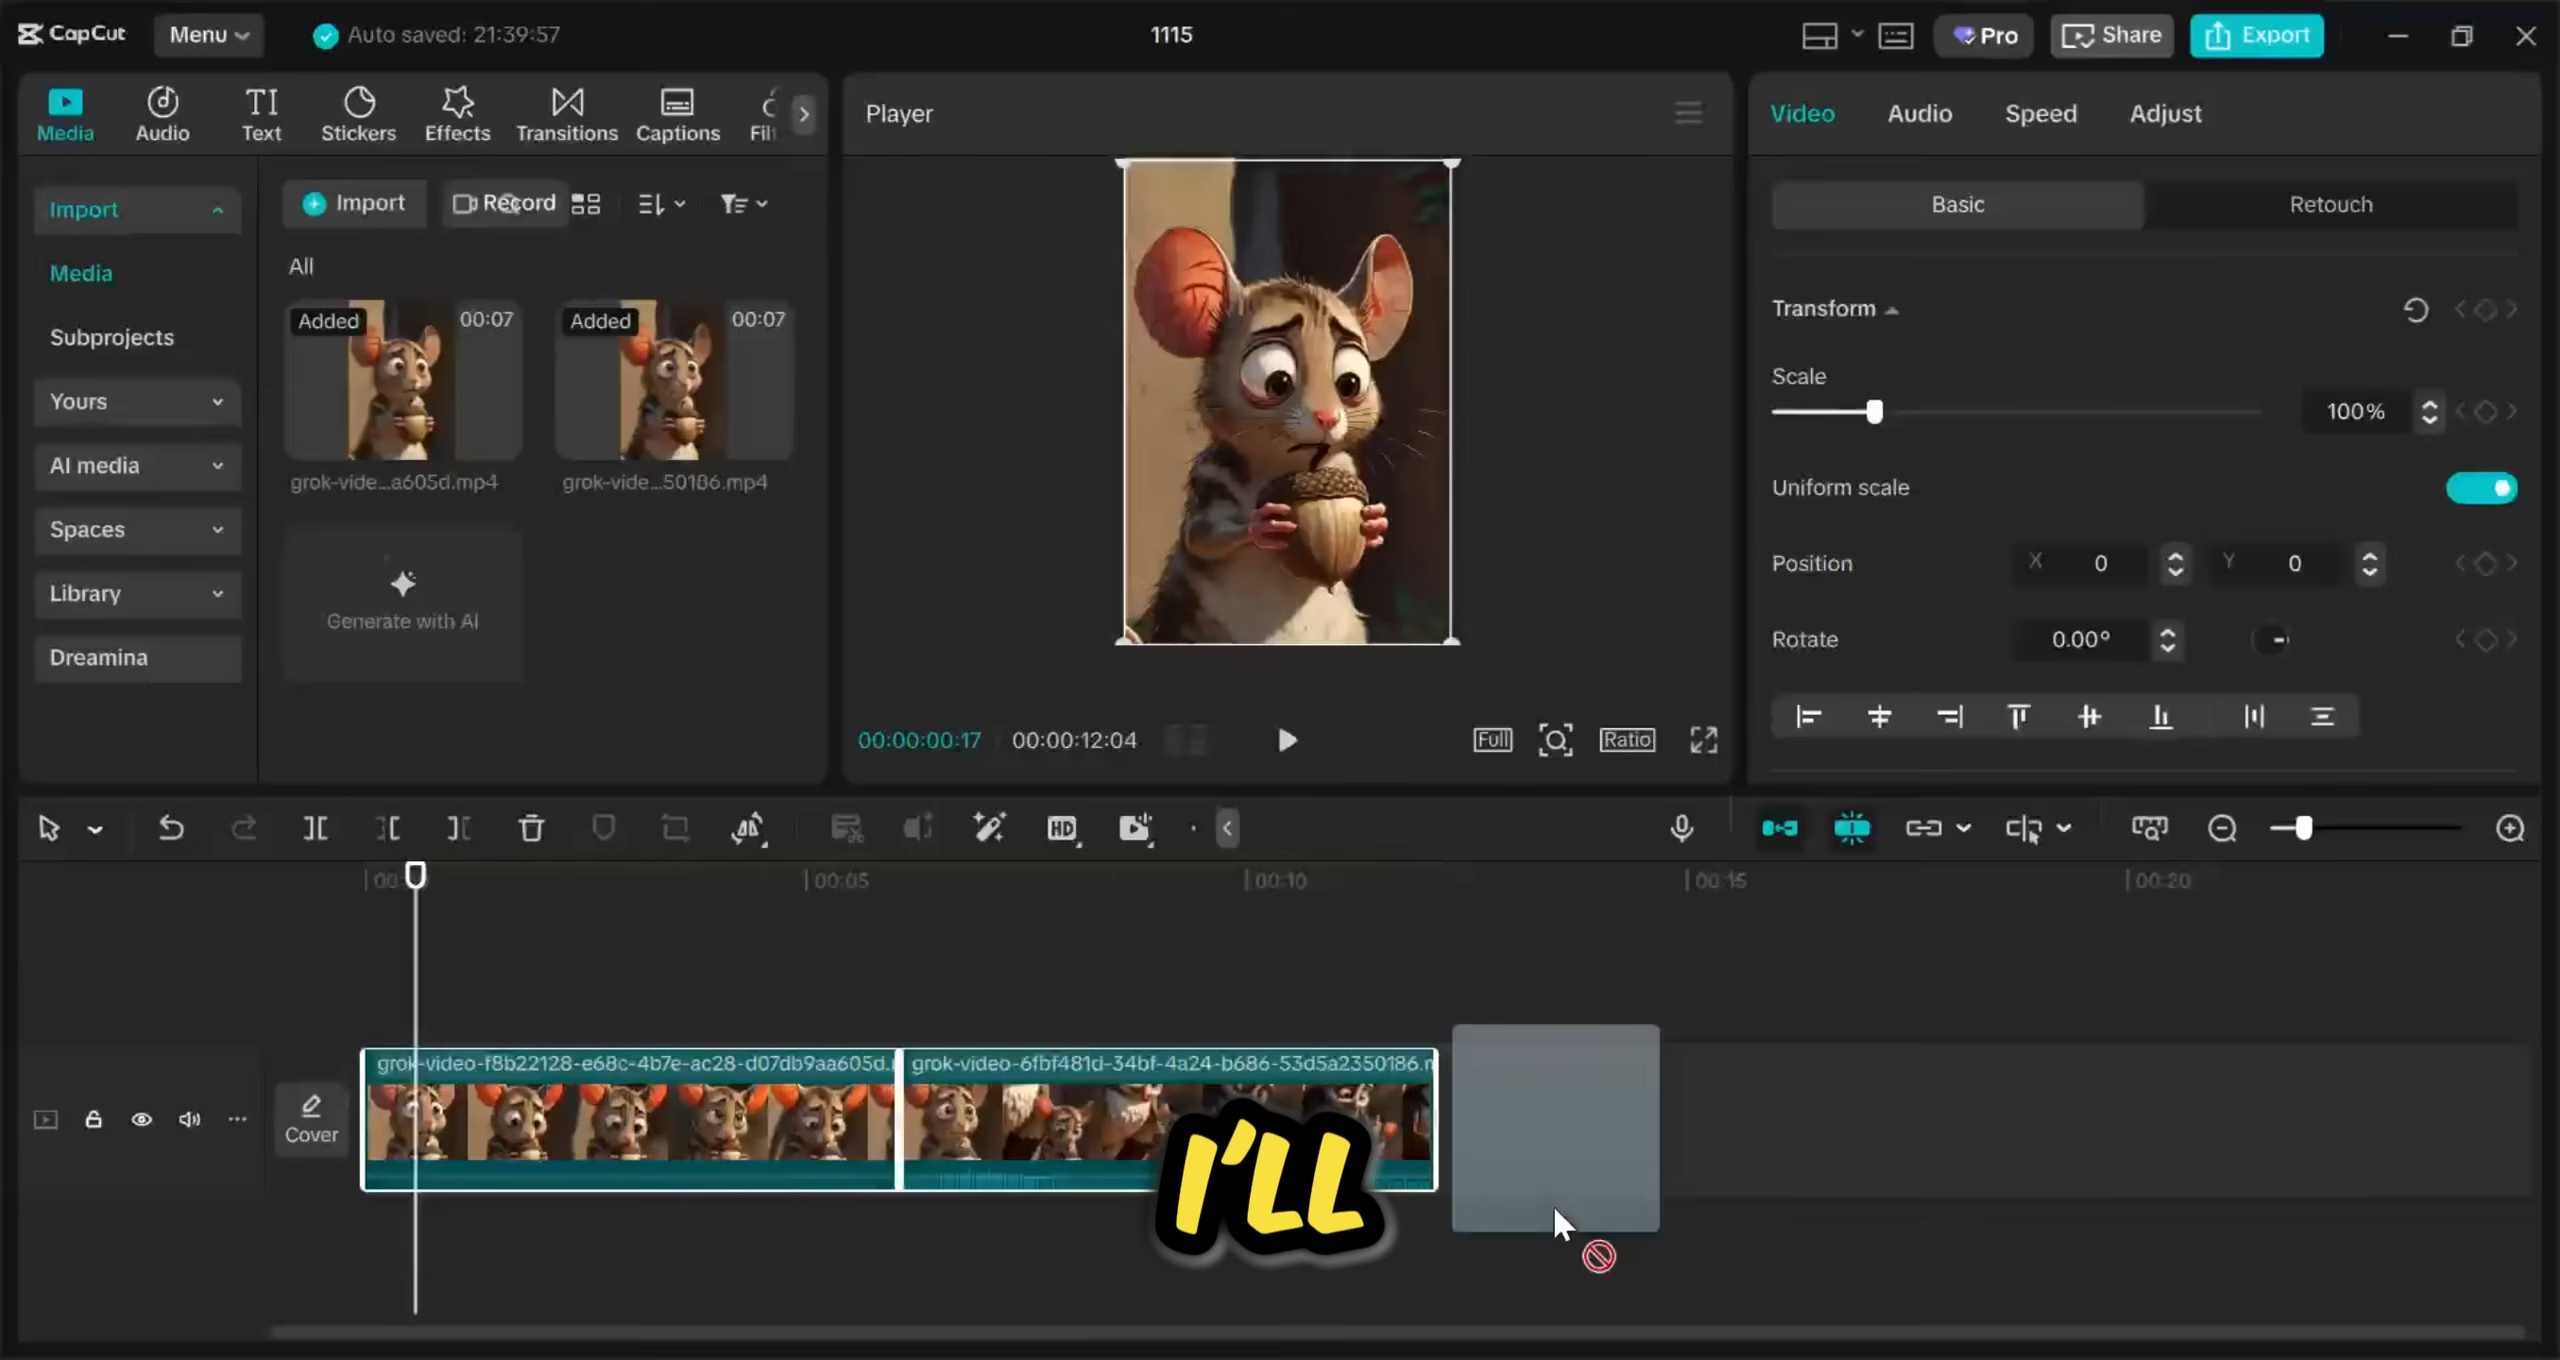 CapCut
Menu
Auto saved: 21:39:57
1115
Pro
Share
Export
Media
Audio
Text
Stickers
Effects
Transitions
Captions
Import
Media
Subprojects
Yours
AI media
Spaces
Library
Dreamina
Import
Record
All
Added
00:07
Added
00:07
grok-vide...a605d.mp4
grok-vide...50186.mp4
Generate with AI
Player
00:00:00:17
00:00:12:04
Full
Ratio
Video
Audio
Speed
Adjust
Basic
Retouch
Transform
Scale
100%
Uniform scale
Position
X 0
Y 0
Rotate
0.00°
HD
00:05
00:10
00:15
00:20
Cover
grok-video-f8b22128-e68c-4b7e-ac28-d07db9aa605d.
grok-video-6fbf481d-34bf-4a24-b686-53d5a2350186.m
I'LL